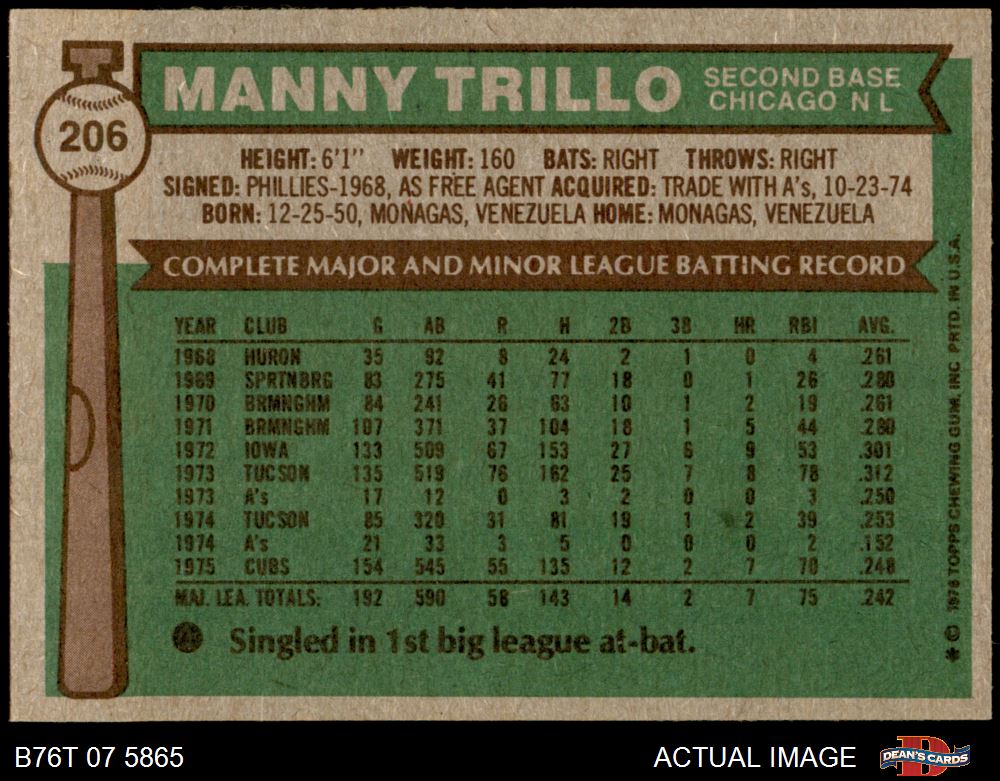 206
MANNY TRILLO
SECOND BASE
CHICAGO N L
HEIGHT: 6'1'' WEIGHT: 160 BATS: RIGHT THROWS: RIGHT
SIGNED: PHILLIES-1968, AS FREE AGENT ACQUIRED: TRADE WITH A's, 10-23-74
BORN: 12-25-50, MONAGAS, VENEZUELA HOME: MONAGAS, VENEZUELA
COMPLETE MAJOR AND MINOR LEAGUE BATTING RECORD
YEAR CLUB G AB R H 2B 3B HR RBI AVG.
1968 HURON 35 92 8 24 2 1 0 4 .261
1969 SPRTNBRG 83 275 41 77 18 0 1 26 .280
1970 BRMNGHM 84 241 26 63 10 1 2 19 .261
1971 BRMNGHM 107 371 37 104 18 1 5 44 .280
1972 IOWA 133 509 67 153 27 6 9 53 .301
1973 TUCSON 135 519 76 162 25 7 8 78 .312
1973 A's 17 12 0 3 2 0 0 3 .250
1974 TUCSON 85 320 31 81 19 1 2 39 .253
1974 A's 21 33 3 5 0 0 0 2 .152
1975 CUBS 154 545 55 135 12 2 7 70 .248
MAJ. LEA. TOTALS: 192 590 58 143 14 2 7 75 .242
Singled in 1st big league at-bat.
* © 1976 TOPPS CHEWING GUM, INC PRTD. IN U.S.A.
B76T 07 5865
ACTUAL IMAGE
DEAN'S CARDS